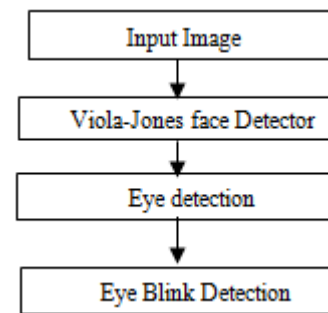 Input Image
Viola-Jones face Detector
Eye detection
Eye Blink Detection